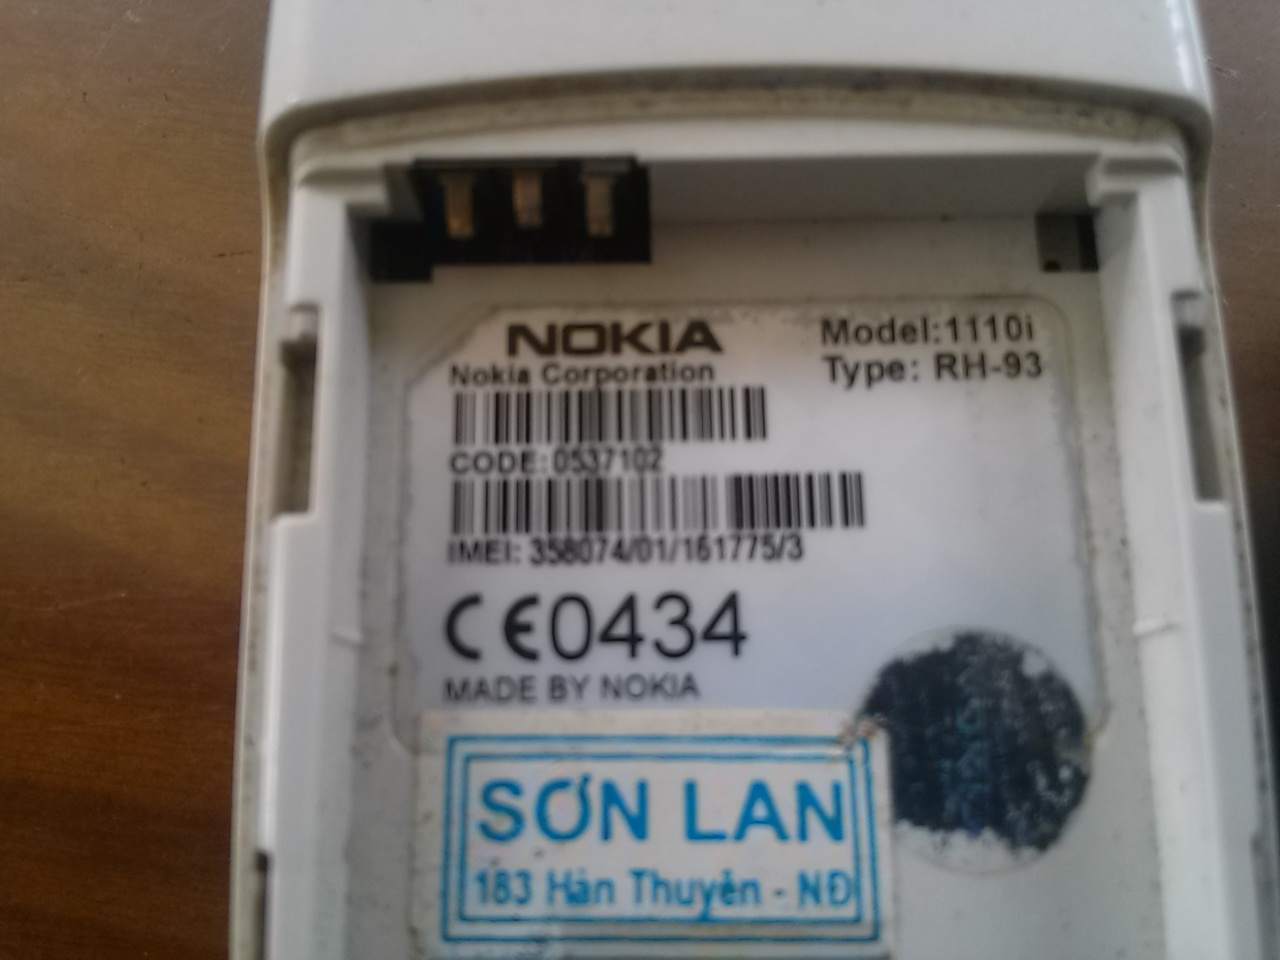 NOKIA
Nokia Corporation
Model:1110i
Type: RH-93
CODE: 0537102
IMEI: 358074/01/161775/3
CE0434
MADE BY NOKIA
SƠN LAN
183 Hàn Thuyên - NĐ